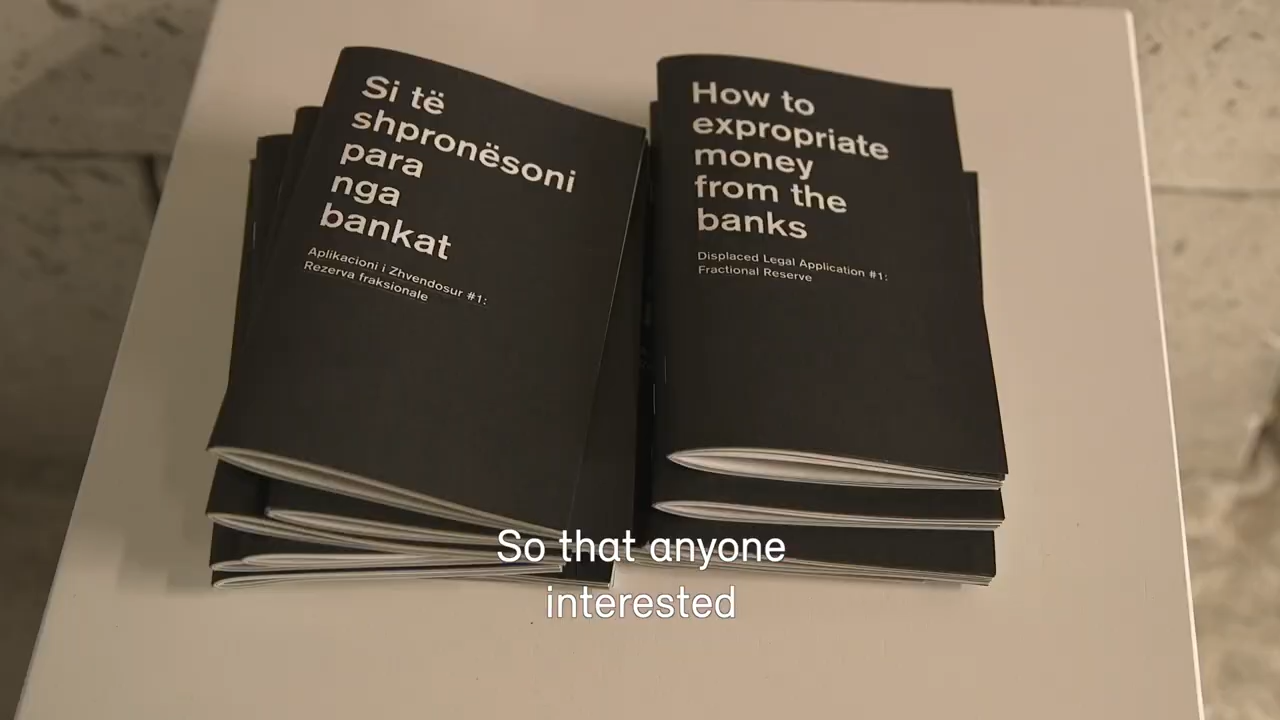 Si të
shpronësoni
para
nga
bankat
Aplikacioni i Zhvendosur #1:
Rezerva fraksionale
How to
expropriate
money
from the
banks
Displaced Legal Application #1:
Fractional Reserve
So that anyone
interested